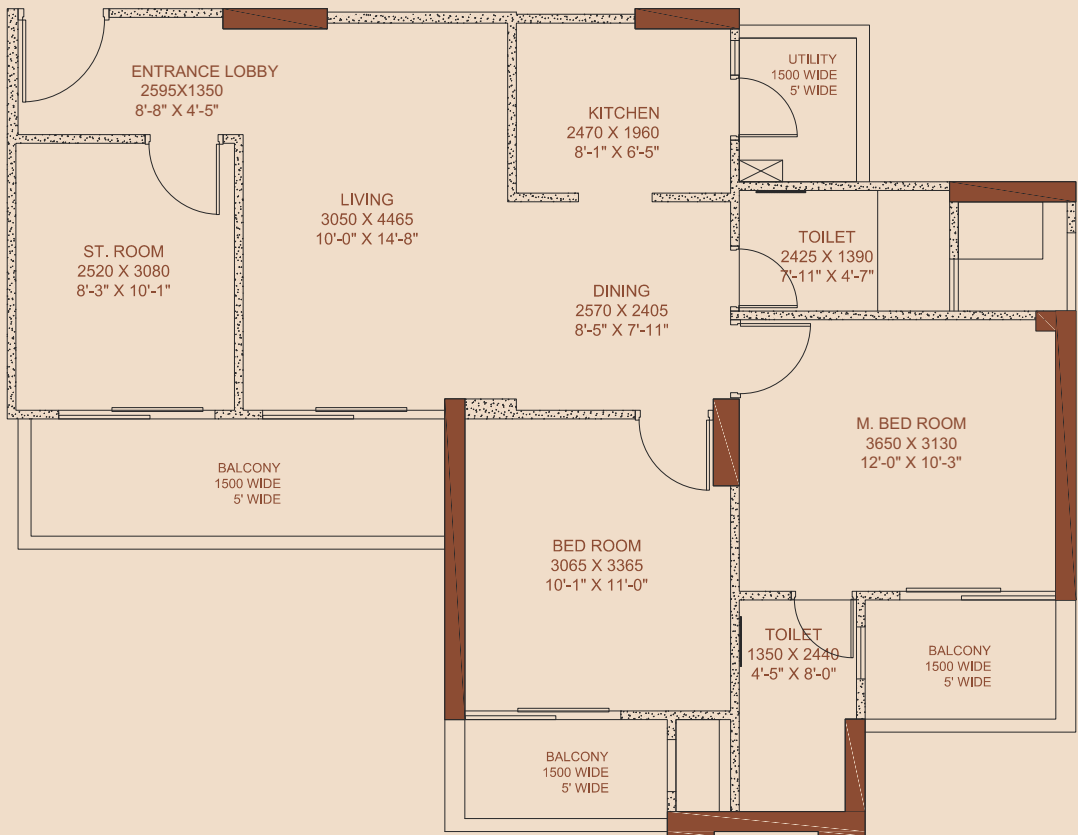 ENTRANCE LOBBY
2595X1350
8'-8" X 4'-5"
UTILITY
1500 WIDE
5' WIDE
KITCHEN
2470 X 1960
8'-1" X 6'-5"
LIVING
3050 X 4465
10'-0" X 14'-8"
ST. ROOM
2520 X 3080
8'-3" X 10'-1"
TOILET
2425 X 1390
7'-11" X 4'-7"
DINING
2570 X 2405
8'-5" X 7'-11"
M. BED ROOM
3650 X 3130
12'-0" X 10'-3"
BALCONY
1500 WIDE
5' WIDE
BED ROOM
3065 X 3365
10'-1" X 11'-0"
TOILET
1350 X 2440
4'-5" X 8'-0"
BALCONY
1500 WIDE
5' WIDE
BALCONY
1500 WIDE
5' WIDE